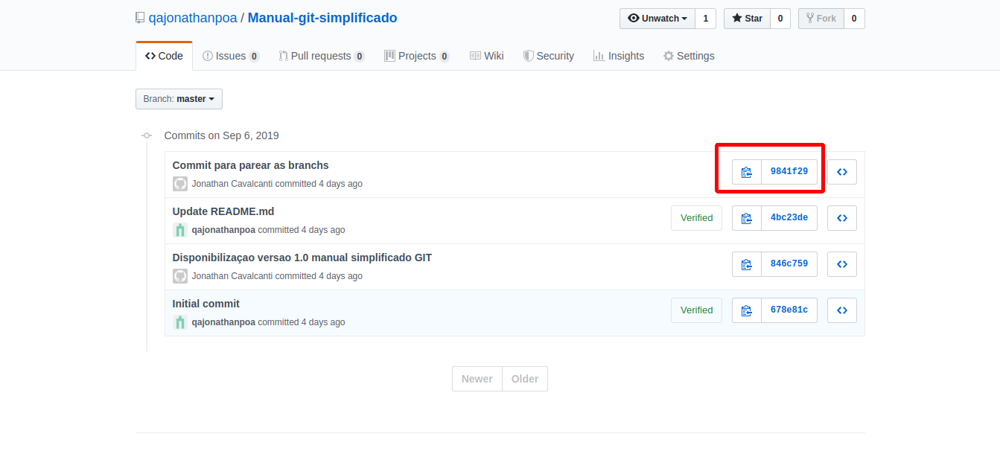 qajonathanpoa / Manual-git-simplificado
Unwatch 1 Star 0 Fork 0
Code Issues 0 Pull requests 0 Projects 0 Wiki Security Insights Settings
Branch: master
Commits on Sep 6, 2019
Commit para parear as branchs
9841f29
Jonathan Cavalcanti committed 4 days ago
Update README.md
Verified 4bc23de
qajonathanpoa committed 4 days ago
Disponibilizaçao versao 1.0 manual simplificado GIT
846c759
Jonathan Cavalcanti committed 4 days ago
Initial commit
Verified 678e81c
qajonathanpoa committed 4 days ago
Newer Older